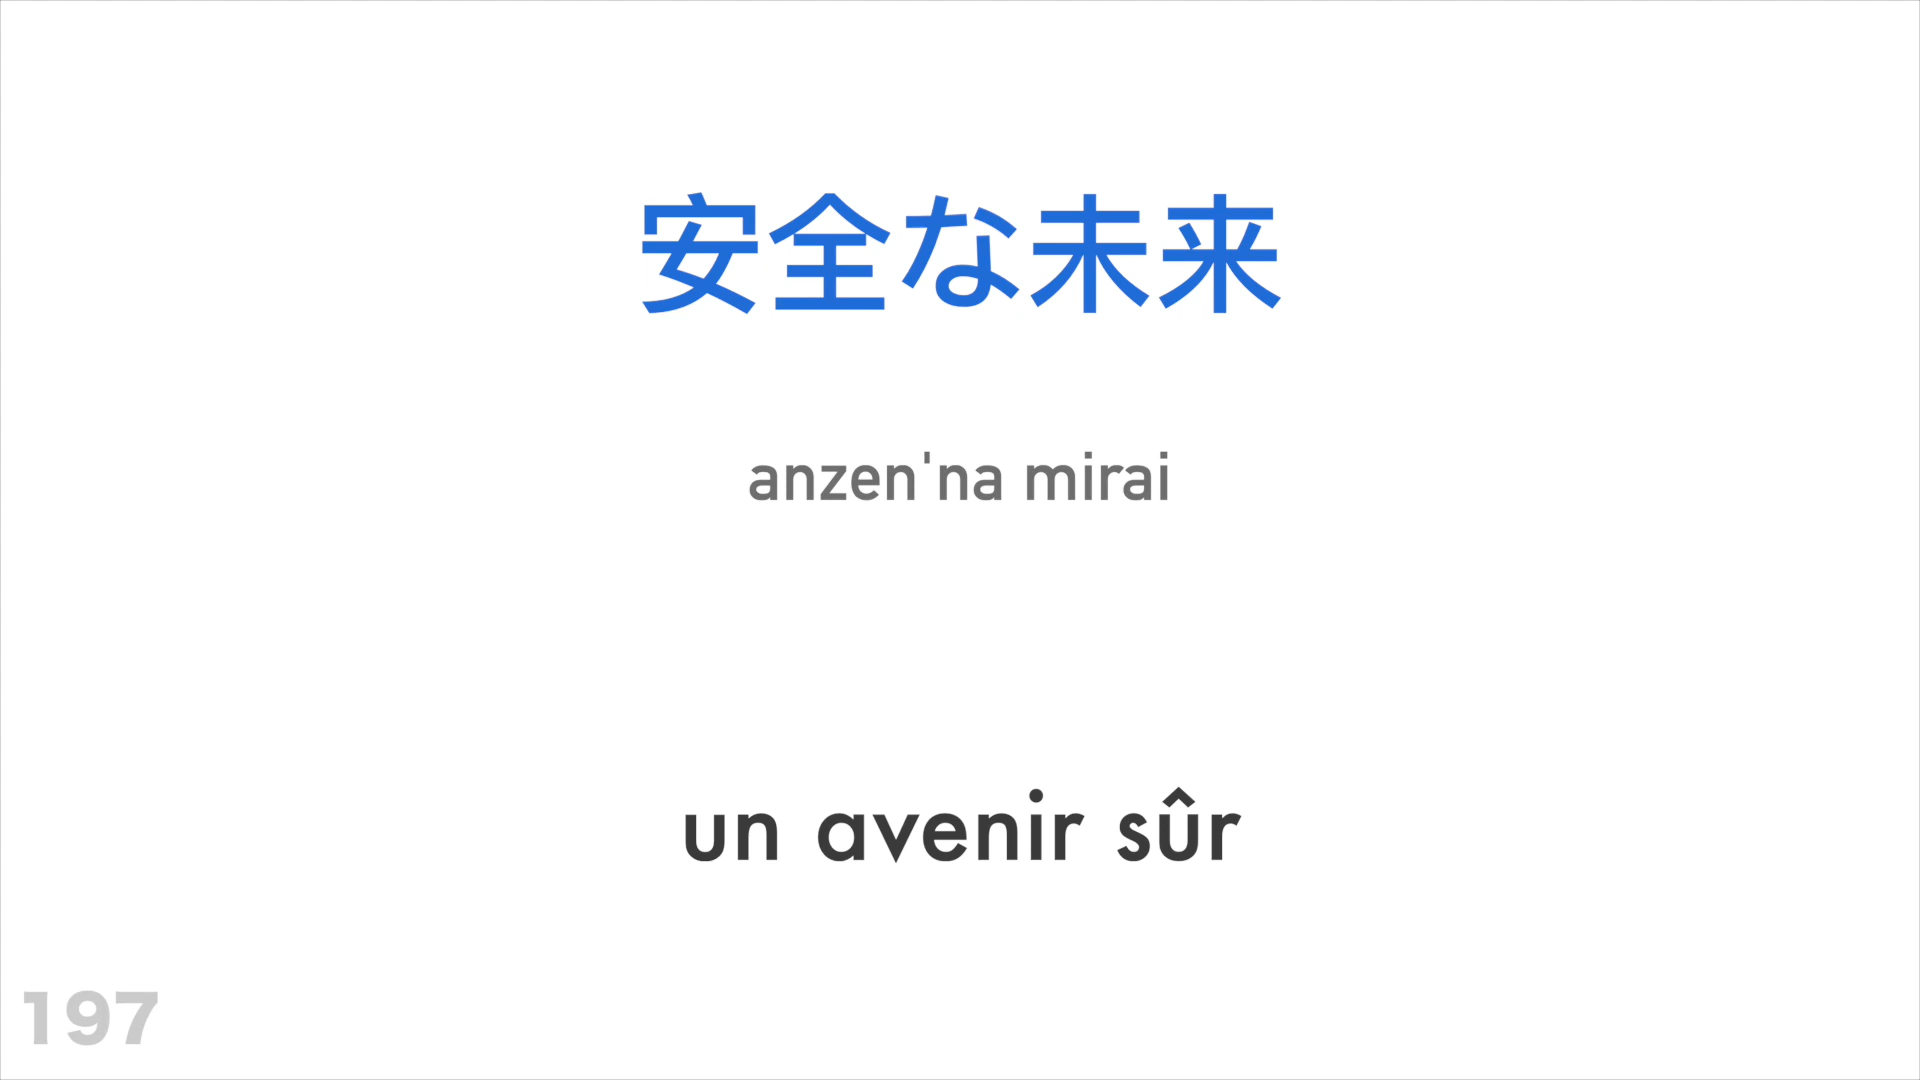 安全な未来
anzen'na mirai
un avenir sûr
197